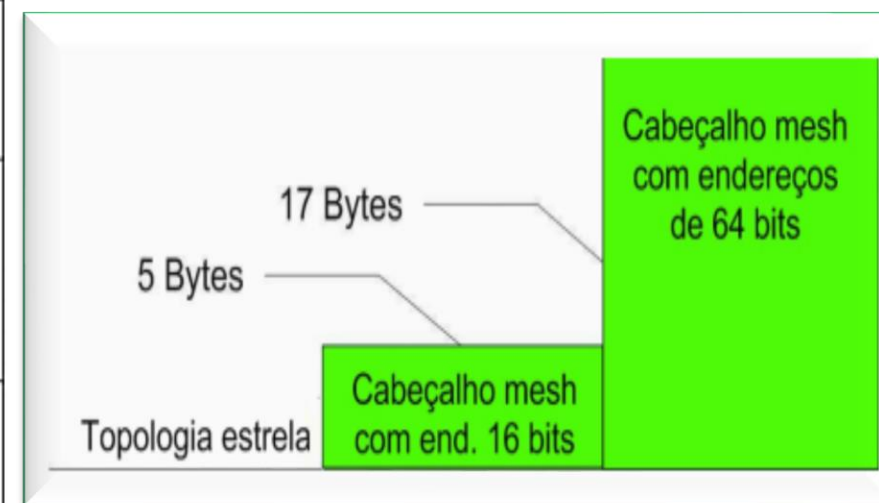 Cabeçalho mesh
com endereços
de 64 bits
17 Bytes
5 Bytes
Cabeçalho mesh
com end. 16 bits
Topologia estrela